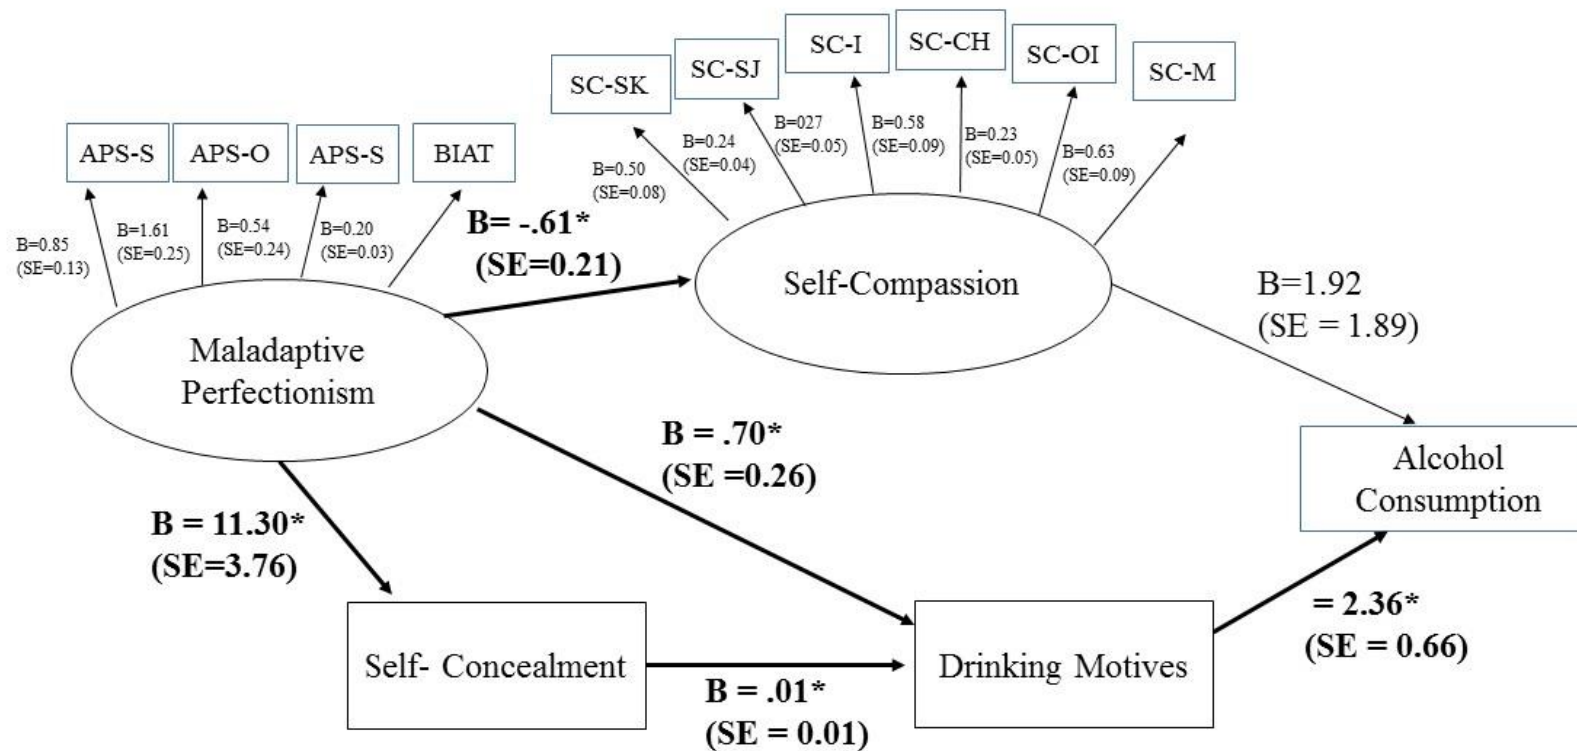 SC-SK
SC-SJ
SC-I
SC-CH
SC-OI
SC-M
APS-S
APS-O
APS-S
BIAT
B=0.50
(SE=0.08)
B=0.24
(SE=0.04)
B=027
(SE=0.05)
B=0.58
(SE=0.09)
B=0.23
(SE=0.05)
B=0.63
(SE=0.09)
B=0.85
(SE=0.13)
B=1.61
(SE=0.25)
B=0.54
(SE=0.24)
B=0.20
(SE=0.03)
B= -.61*
(SE=0.21)
Self-Compassion
B=1.92
(SE = 1.89)
Maladaptive
Perfectionism
B = .70*
(SE =0.26)
Alcohol
Consumption
B = 11.30*
(SE=3.76)
= 2.36*
(SE = 0.66)
Self- Concealment
Drinking Motives
B = .01*
(SE = 0.01)